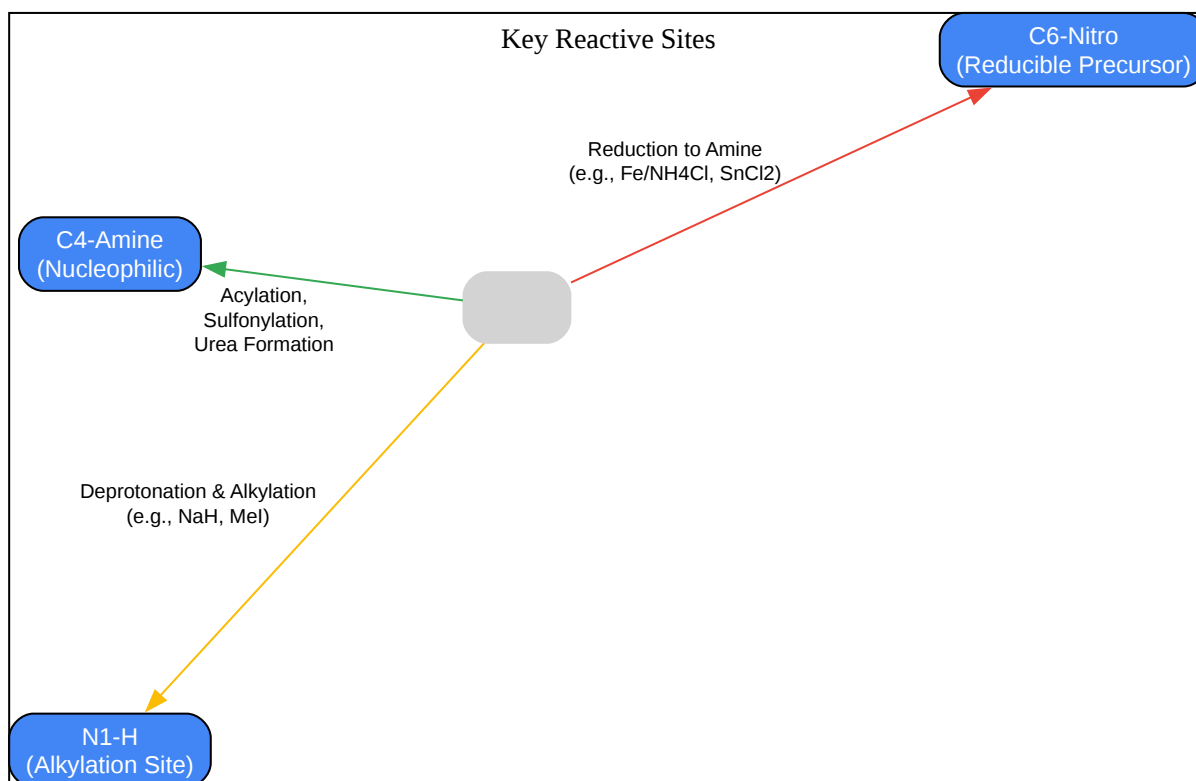 Key Reactive Sites
C6-Nitro
(Reducible Precursor)
Reduction to Amine
(e.g., Fe/NH4Cl, SnCl2)
C4-Amine
(Nucleophilic)
Acylation,
Sulfonylation,
Urea Formation
Deprotonation & Alkylation
(e.g., NaH, MeI)
N1-H
(Alkylation Site)